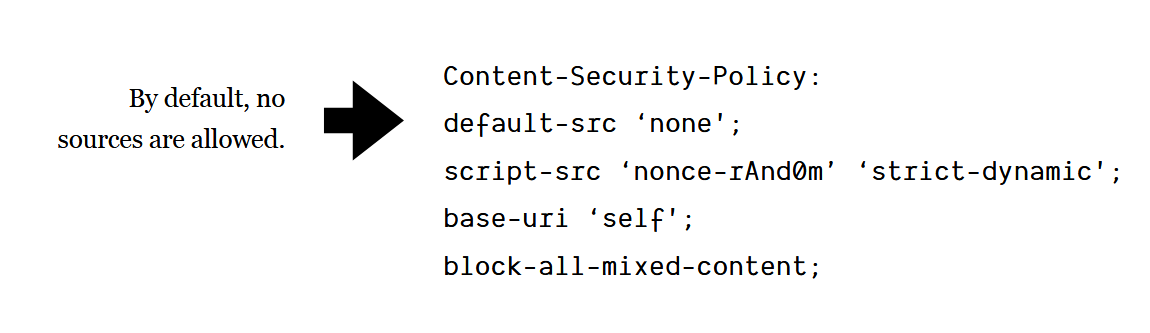 By default, no
sources are allowed.
Content-Security-Policy:
default-src ‘none';
script-src ‘nonce-rAnd0m’ ‘strict-dynamic';
base-uri ‘self';
block-all-mixed-content;